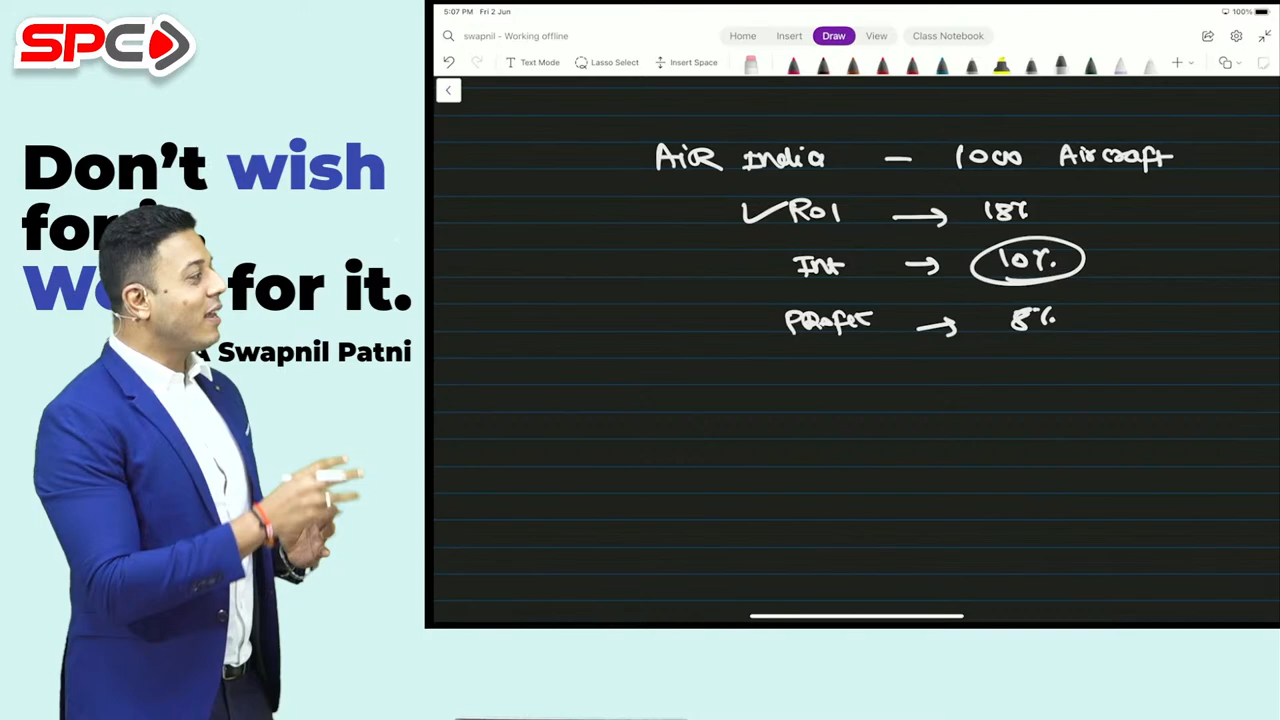 SPC
Don't wish
for
for it.
A Swapnil Patni
5:07 PM Fri 2 Jun
100%
swapnil - Working offline
Home Insert Draw View Class Notebook
Text Mode Lasso Select Insert Space
Air India — 1000 Aircraft
✓ ROI → 18%
Int → 10%
Profit → 8%